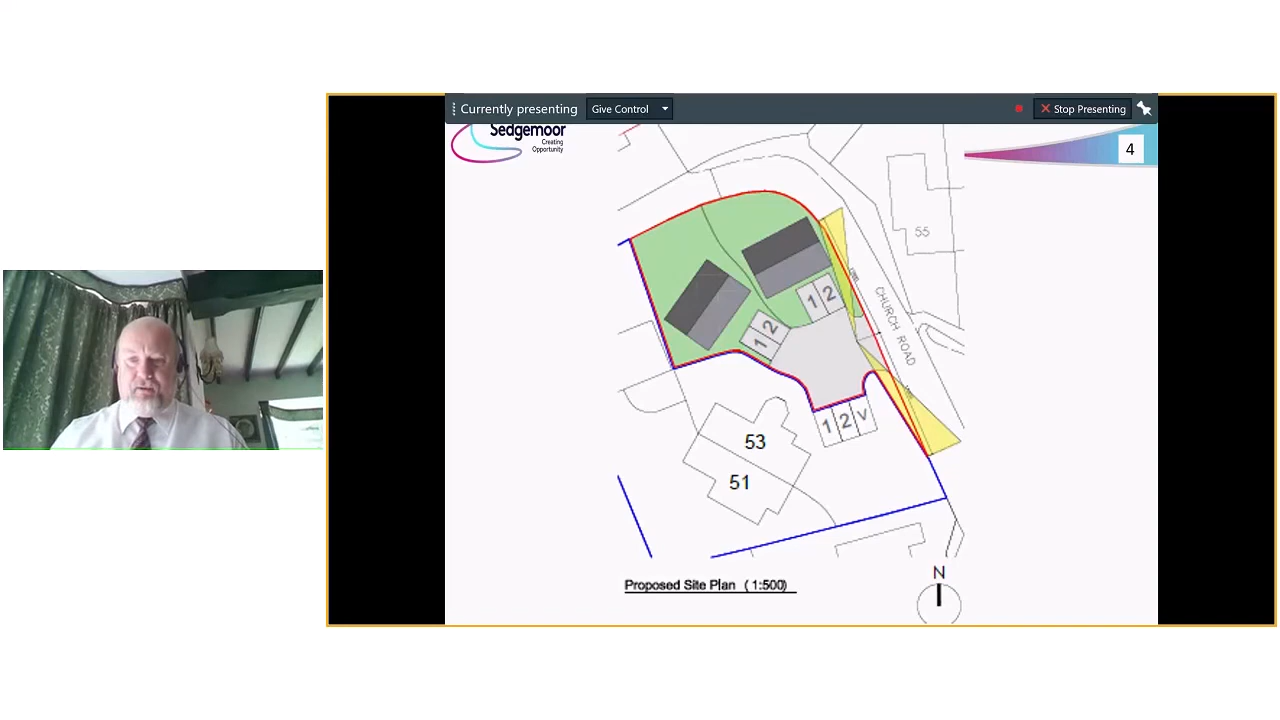 Currently presenting
Give Control
Stop Presenting
Sedgemoor
Creating
Opportunity
4
55
1 2
CHURCH ROAD
1 2
1 2 V
53
51
Proposed Site Plan ( 1:500)
N